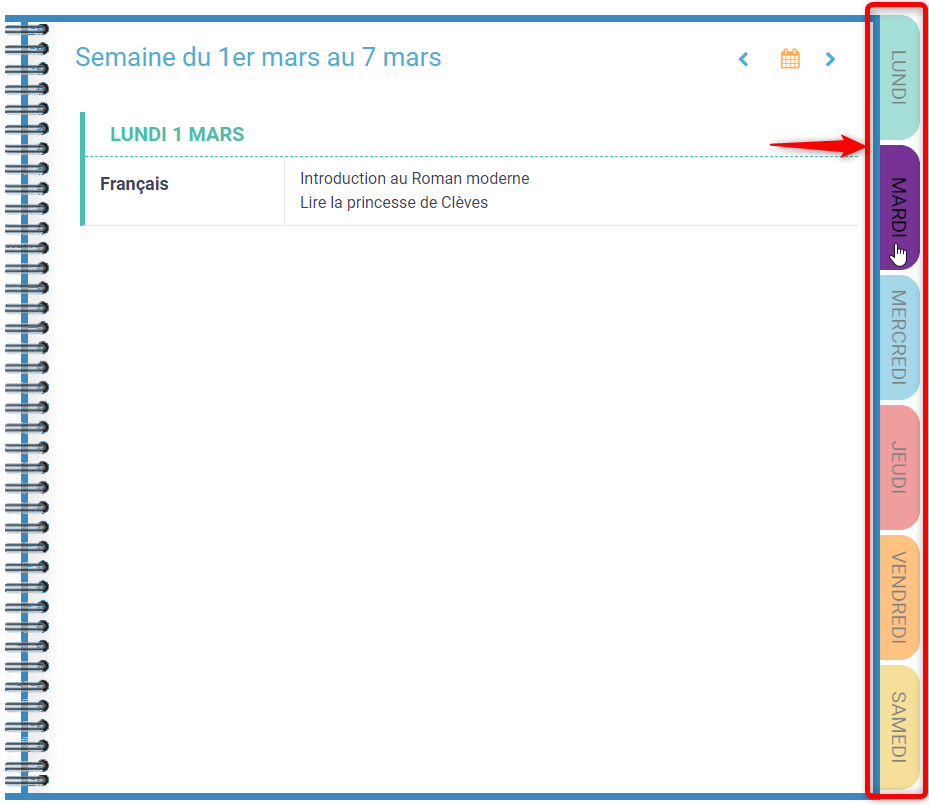 Semaine du 1er mars au 7 mars
LUNDI 1 MARS
Français
Introduction au Roman moderne
Lire la princesse de Clèves
LUNDI
MARDI
MERCREDI
JEUDI
VENDREDI
SAMEDI